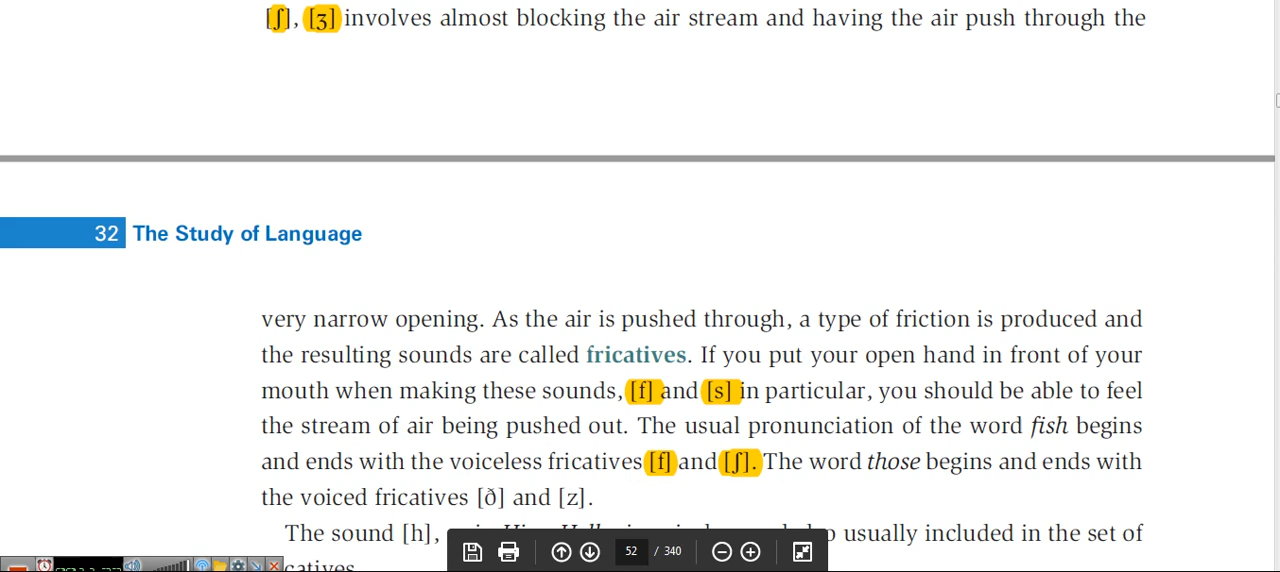 [ʃ], [ʒ] involves almost blocking the air stream and having the air push through the
32 The Study of Language
very narrow opening. As the air is pushed through, a type of friction is produced and
the resulting sounds are called fricatives. If you put your open hand in front of your
mouth when making these sounds, [f] and [s] in particular, you should be able to feel
the stream of air being pushed out. The usual pronunciation of the word fish begins
and ends with the voiceless fricatives [f] and [ʃ]. The word those begins and ends with
the voiced fricatives [ð] and [z].
The sound [h], usually included in the set of
52 / 340